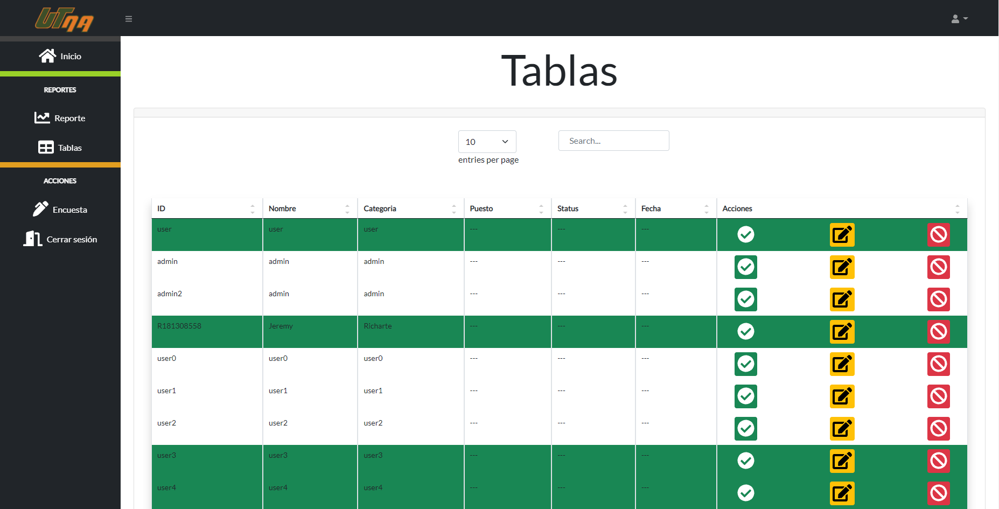 UTNA
Inicio
REPORTES
Reporte
Tablas
ACCIONES
Encuesta
Cerrar sesión
Tablas
10
entries per page
Search...
ID Nombre Categoria Puesto Status Fecha Acciones
user user user --- --- ---
admin admin admin --- --- ---
admin2 admin admin --- --- ---
R181308558 Jeremy Richarte --- --- ---
user0 user0 user0 --- --- ---
user1 user1 user1 --- --- ---
user2 user2 user2 --- --- ---
user3 user3 user3 --- --- ---
user4 user4 user4 --- --- ---